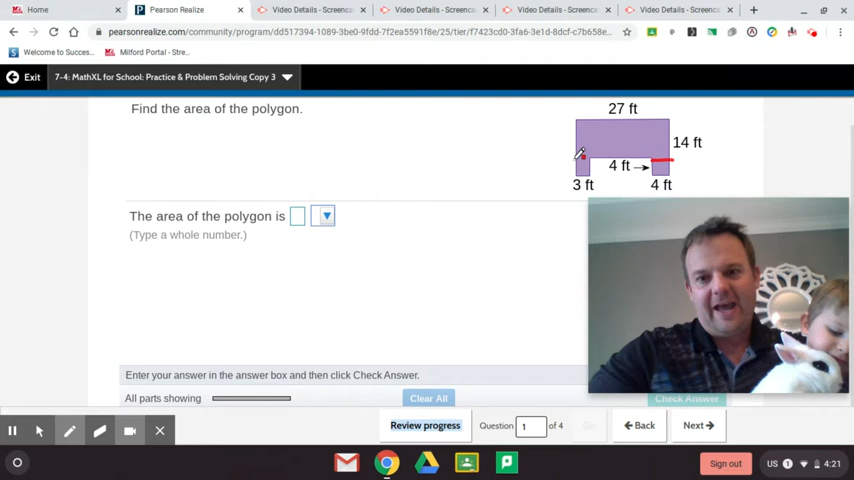 Home
Pearson Realize
Video Details - Screenca
Video Details - Screenca
Video Details - Screenc
Video Details - Screenca
pearsonrealize.com/community/program/dd517394-1089-3be0-9fdd-7f2ea5591f8e/25/tier/f7423cd0-3fa6-3e1d-8dcf-c7b658e...
Welcome to Succes...
Milford Portal - Stre...
Exit
7-4: MathXL for School: Practice & Problem Solving Copy 3
Find the area of the polygon.
27 ft
14 ft
4 ft
3 ft
4 ft
The area of the polygon is
(Type a whole number.)
Enter your answer in the answer box and then click Check Answer.
All parts showing
Clear All
Check Answer
Review progress
Question 1 of 4
Go
Back
Next
Sign out
US
1
4:21